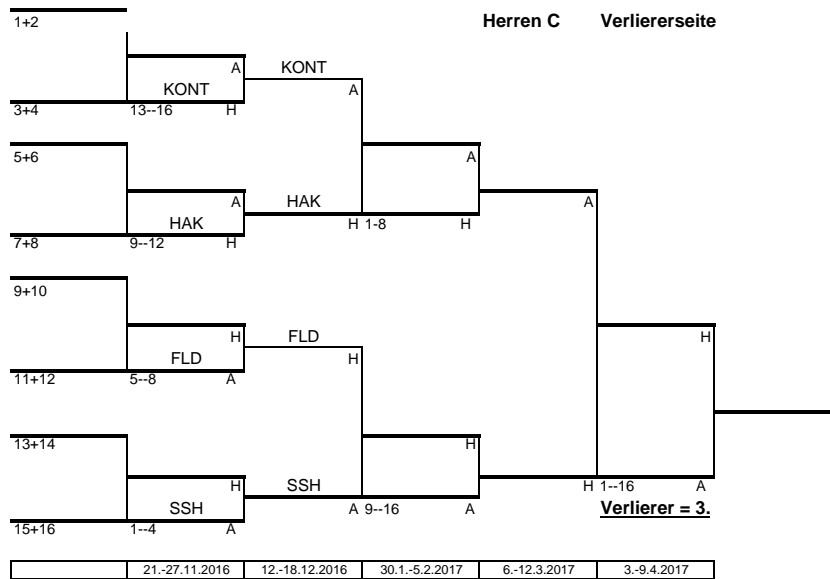 Herren C Verliererseite
1+2
A KONT
KONT A
3+4 13--16 H
5+6 A
A HAK A
HAK H 1-8 H
7+8 9--12 H
9+10
H FLD H
FLD H
11+12 5--8 A
13+14 H
H SSH H 1--16 A
SSH A 9--16 A Verlierer = 3.
15+16 1--4 A
21.-27.11.2016 12.-18.12.2016 30.1.-5.2.2017 6.-12.3.2017 3.-9.4.2017